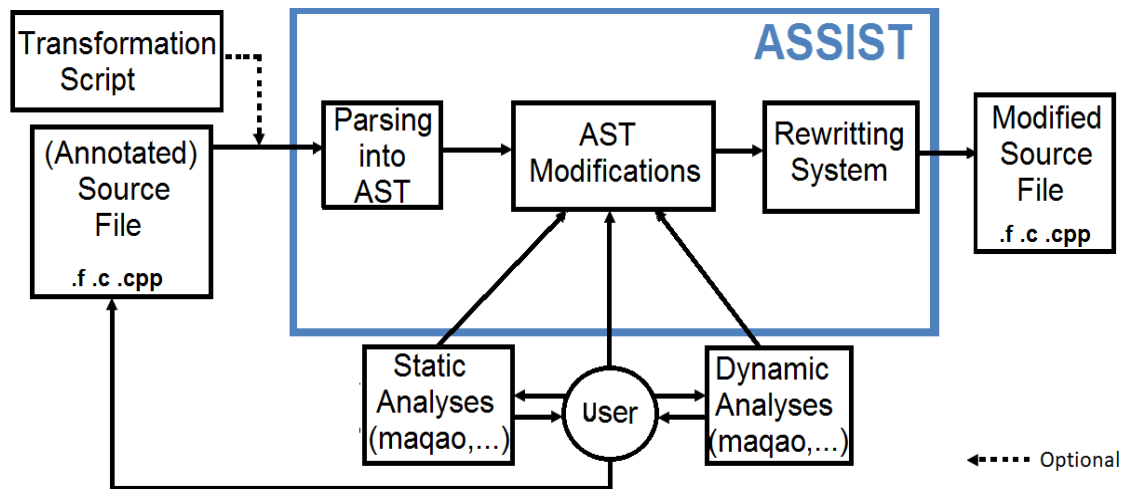 ASSIST
Transformation
Script
(Annotated)
Source
File
.f .c .cpp
Parsing
into
AST
AST
Modifications
Rewritting
System
Modified
Source
File
.f .c .cpp
Static
Analyses
(maqao,...)
User
Dynamic
Analyses
(maqao,...)
Optional